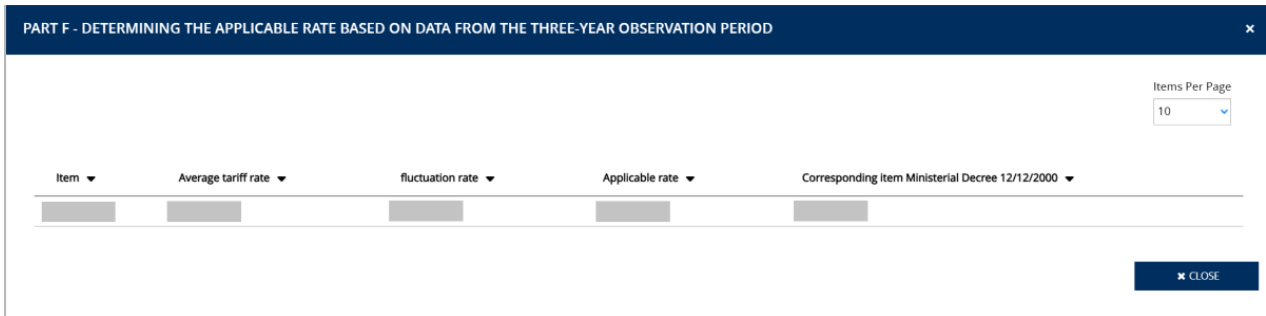 PART F - DETERMINING THE APPLICABLE RATE BASED ON DATA FROM THE THREE-YEAR OBSERVATION PERIOD
Items Per Page
10
Item Average tariff rate fluctuation rate Applicable rate Corresponding item Ministerial Decree 12/12/2000
CLOSE